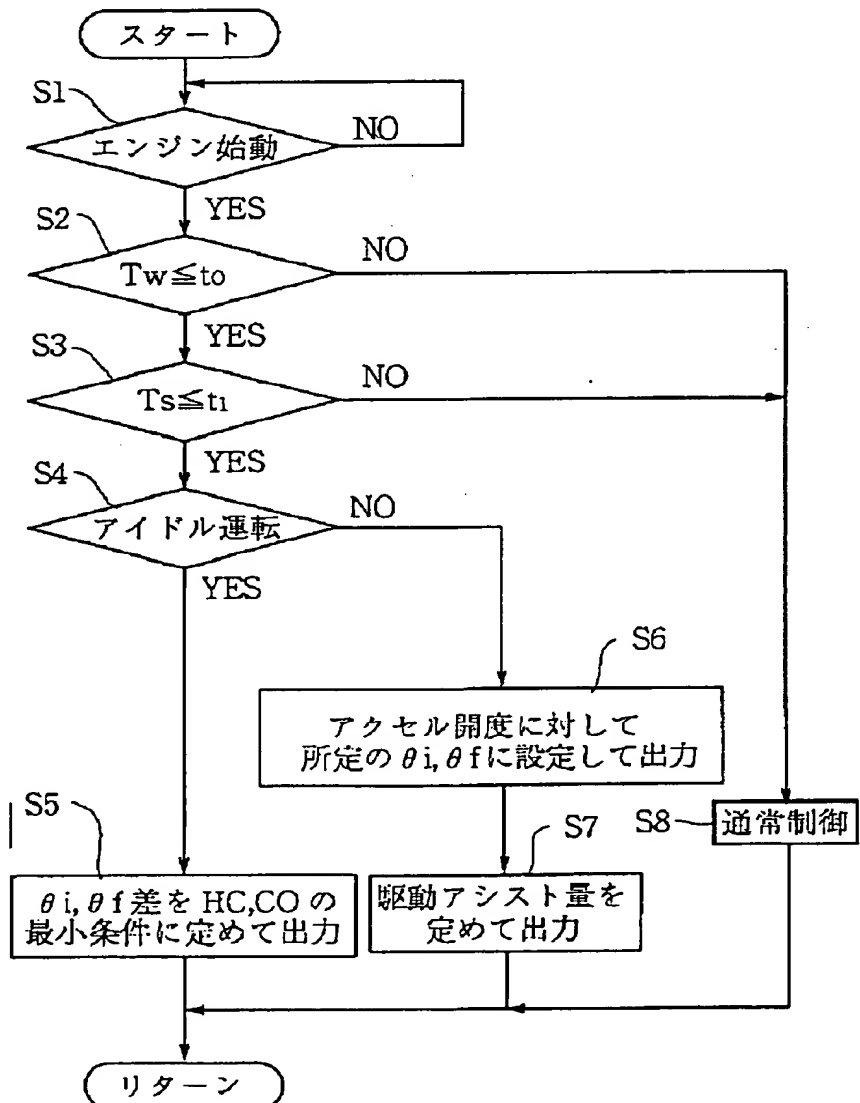 スタート
S1
エンジン始動
NO
YES
S2
Tw≦to
NO
YES
S3
Ts≦t1
NO
YES
S4
アイドル運転
NO
YES
S6
アクセル開度に対して
所定のθi,θfに設定して出力
S5
θi,θf差をHC,COの
最小条件に定めて出力
S7
駆動アシスト量を
定めて出力
S8
通常制御
リターン